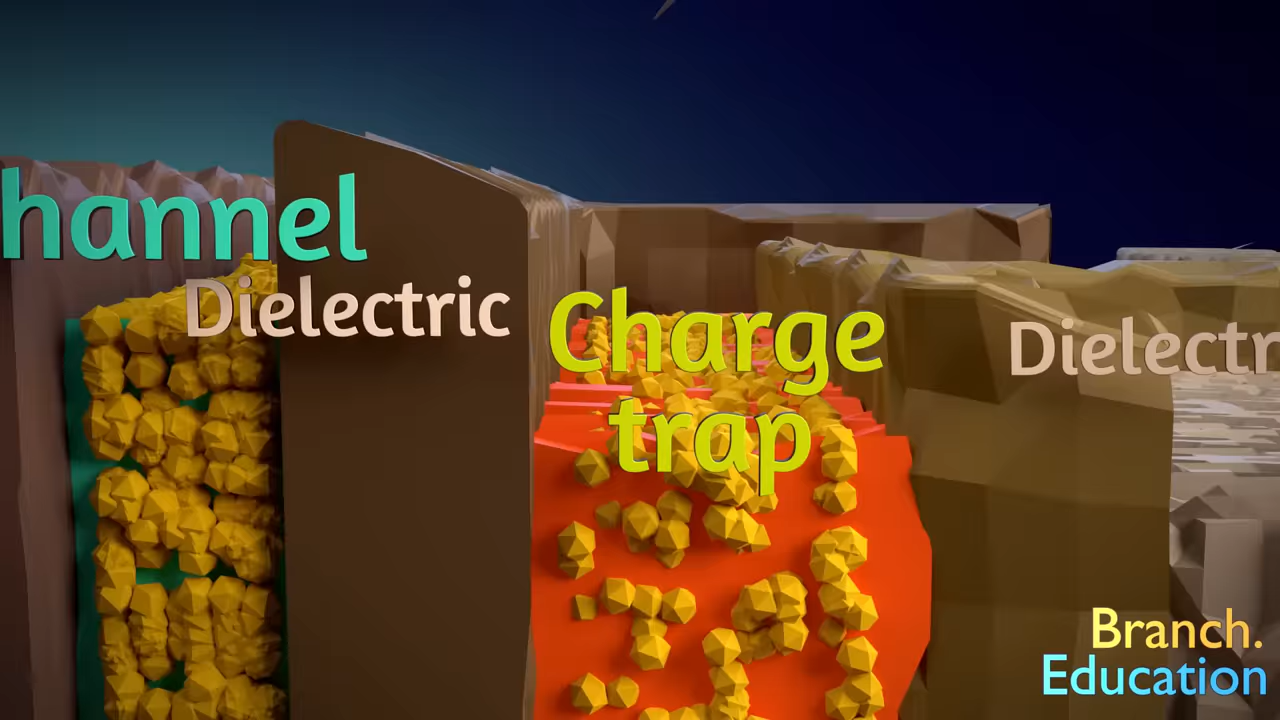 hannel
Dielectric
Charge
trap
Dielectr
Branch.
Education